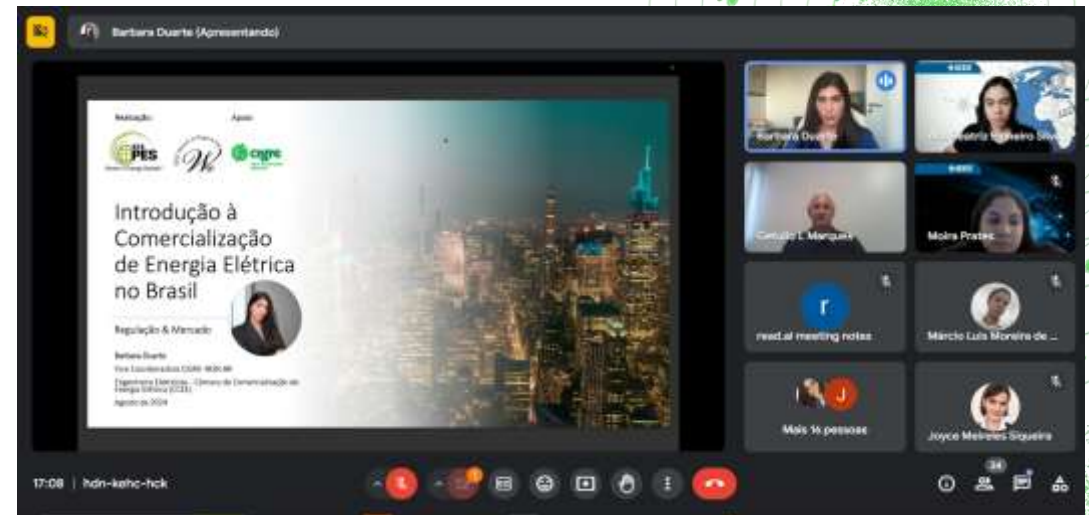 Barbara Duarte (Apresentando)
Realização:
Apoio:
PES
W
cigre
Introdução à
Comercialização
de Energia Elétrica
no Brasil
Regulação & Mercado
Barbara Duarte
Agosto de 2024
Barbara Duarte
Getulio L Marques
Moira Prates
r
read.ai meeting notes
Márcio Luis Moreira de ...
J
Mais 16 pessoas
Joyce Meireles Siqueira
17:08 | hdn-kehc-hck
24